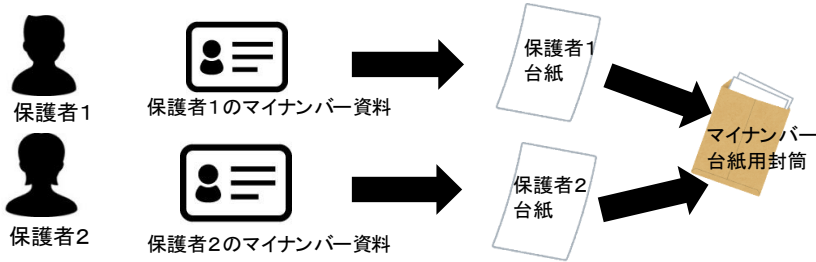 保護者1
保護者1のマイナンバー資料
保護者1
台紙
保護者2
保護者2のマイナンバー資料
保護者2
台紙
マイナンバー
台紙用封筒